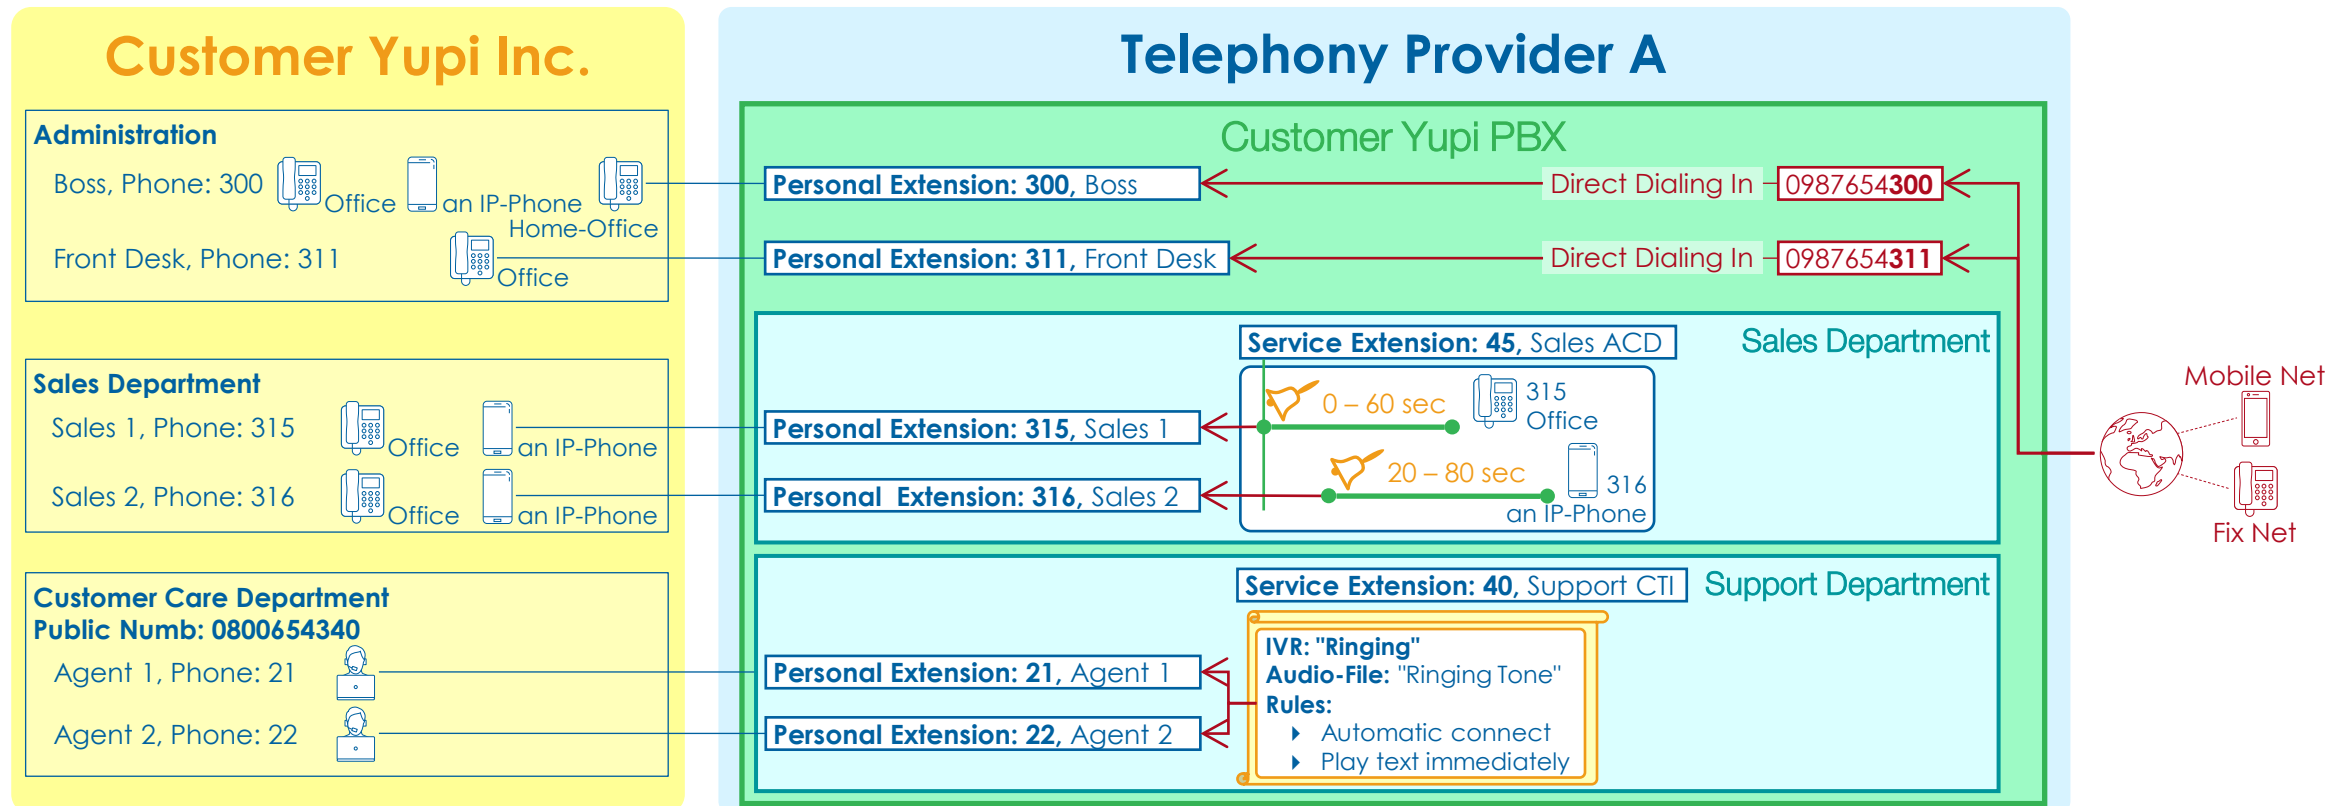 Customer Yupi Inc.
Administration
Boss, Phone: 300
Office
an IP-Phone
Home-Office
Front Desk, Phone: 311
Office
Sales Department
Sales 1, Phone: 315
Office
an IP-Phone
Sales 2, Phone: 316
Office
an IP-Phone
Customer Care Department
Public Numb: 0800654340
Agent 1, Phone: 21
Agent 2, Phone: 22
Telephony Provider A
Customer Yupi PBX
Personal Extension: 300, Boss
Direct Dialing In
0987654300
Personal Extension: 311, Front Desk
Direct Dialing In
0987654311
Sales Department
Service Extension: 45, Sales ACD
0 – 60 sec
315
Office
Personal Extension: 315, Sales 1
20 – 80 sec
316
an IP-Phone
Personal  Extension: 316, Sales 2
Support Department
Service Extension: 40, Support CTI
IVR: "Ringing"
Audio-File: "Ringing Tone"
Rules:
Automatic connect
Play text immediately
Personal Extension: 21, Agent 1
Personal Extension: 22, Agent 2
Mobile Net
Fix Net